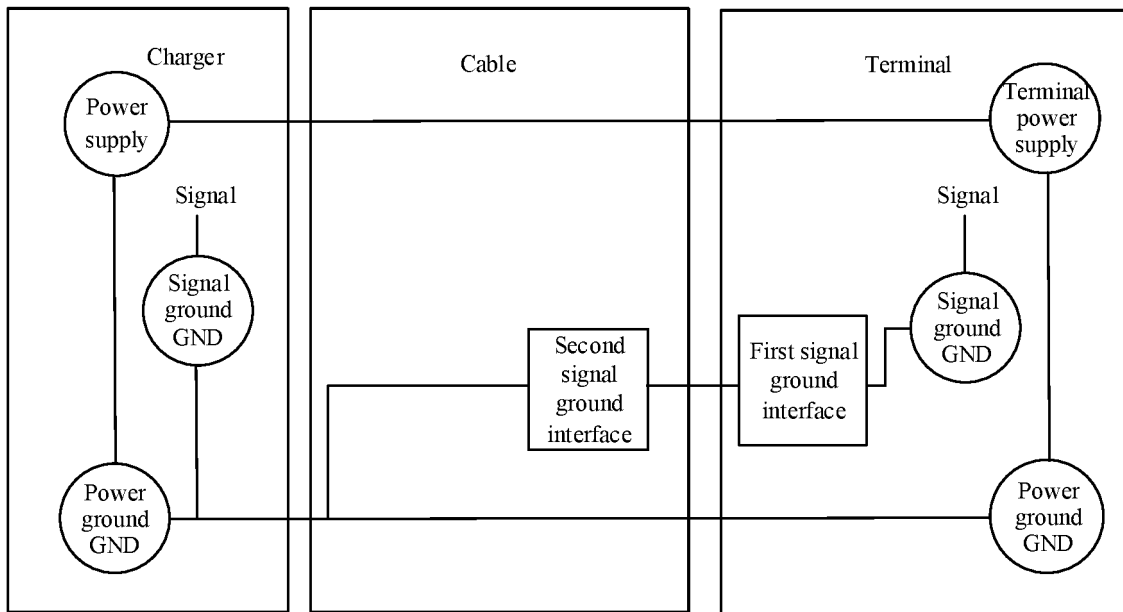 Charger
Power
supply
Signal
Signal
ground
GND
Power
ground
GND
Cable
Second
signal
ground
interface
Terminal
Terminal
power
supply
Signal
Signal
ground
GND
First signal
ground
interface
Power
ground
GND